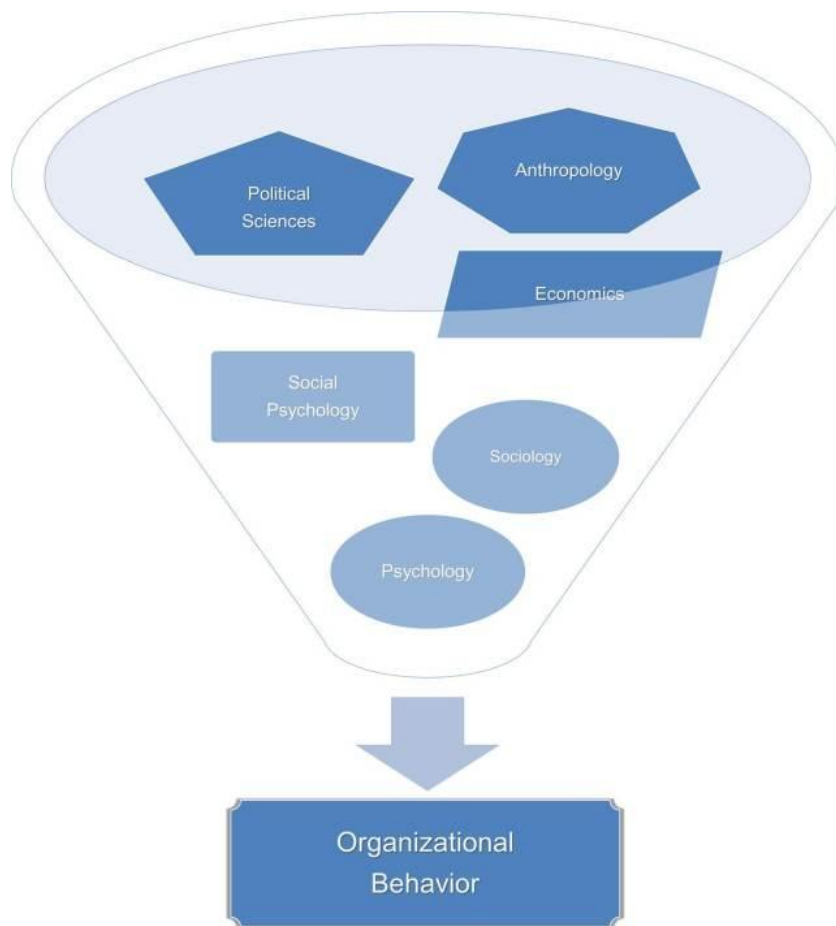 Political
Sciences
Anthropology
Economics
Social
Psychology
Sociology
Psychology
Organizational
Behavior